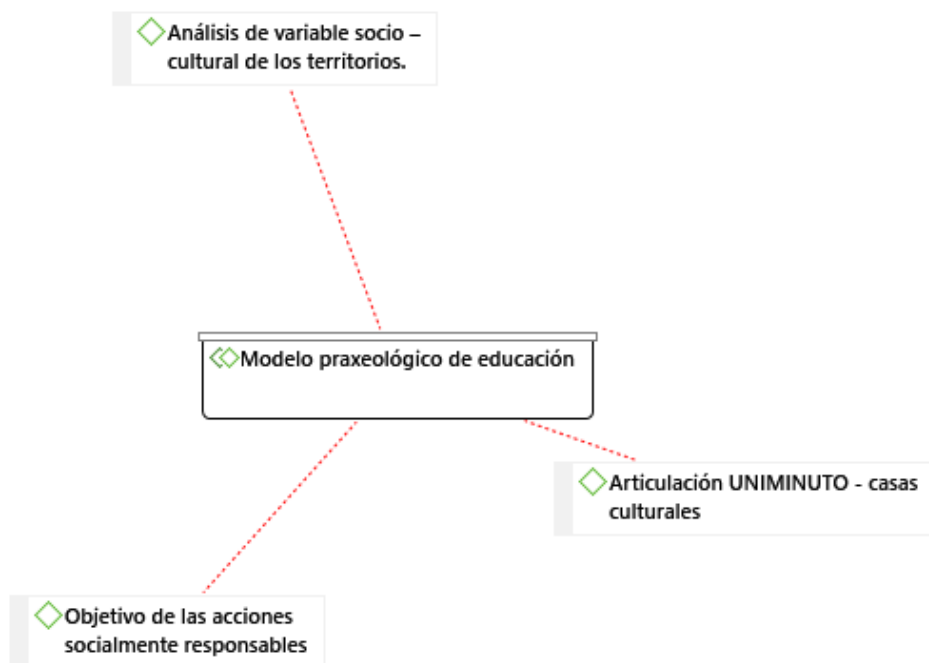 Análisis de variable socio –
cultural de los territorios.
Modelo praxeológico de educación
Articulación UNIMINUTO - casas
culturales
Objetivo de las acciones
socialmente responsables